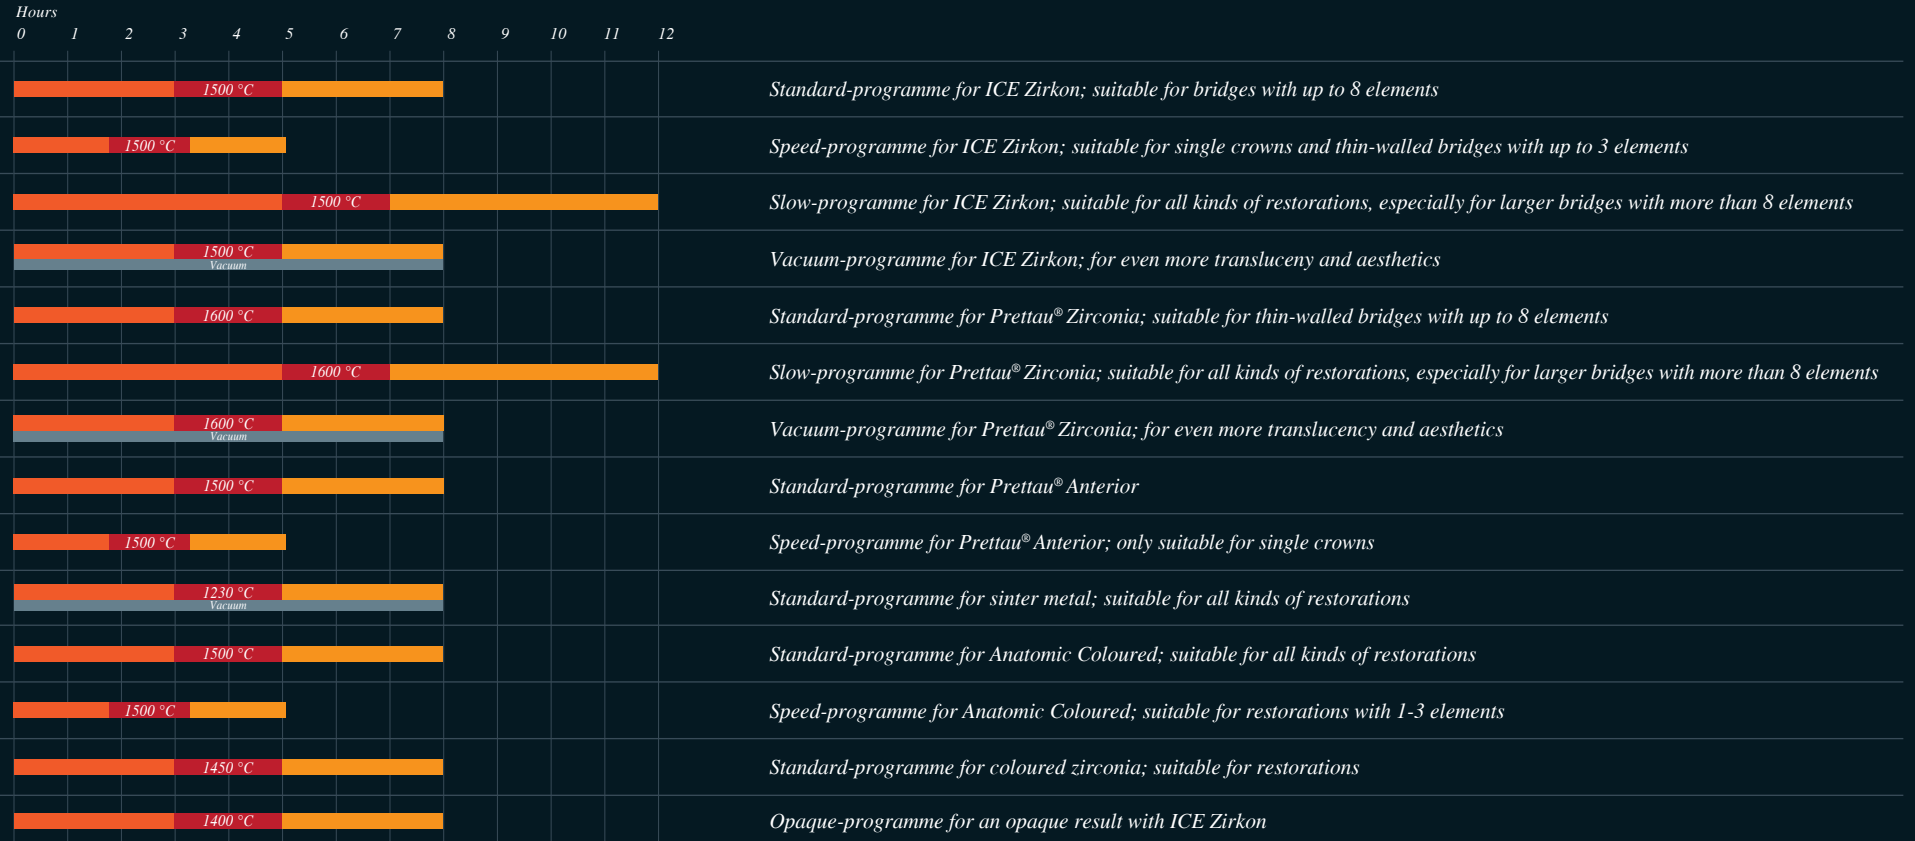 Hours
0 1 2 3 4 5 6 7 8 9 10 11 12
1500 °C Standard-programme for ICE Zirkon; suitable for bridges with up to 8 elements
1500 °C Speed-programme for ICE Zirkon; suitable for single crowns and thin-walled bridges with up to 3 elements
1500 °C Slow-programme for ICE Zirkon; suitable for all kinds of restorations, especially for larger bridges with more than 8 elements
1500 °C
Vacuum
Vacuum-programme for ICE Zirkon; for even more transluceny and aesthetics
1600 °C Standard-programme for Prettau® Zirconia; suitable for thin-walled bridges with up to 8 elements
1600 °C Slow-programme for Prettau® Zirconia; suitable for all kinds of restorations, especially for larger bridges with more than 8 elements
1600 °C
Vacuum
Vacuum-programme for Prettau® Zirconia; for even more translucency and aesthetics
1500 °C Standard-programme for Prettau® Anterior
1500 °C Speed-programme for Prettau® Anterior; only suitable for single crowns
1230 °C
Vacuum
Standard-programme for sinter metal; suitable for all kinds of restorations
1500 °C Standard-programme for Anatomic Coloured; suitable for all kinds of restorations
1500 °C Speed-programme for Anatomic Coloured; suitable for restorations with 1-3 elements
1450 °C Standard-programme for coloured zirconia; suitable for restorations
1400 °C Opaque-programme for an opaque result with ICE Zirkon